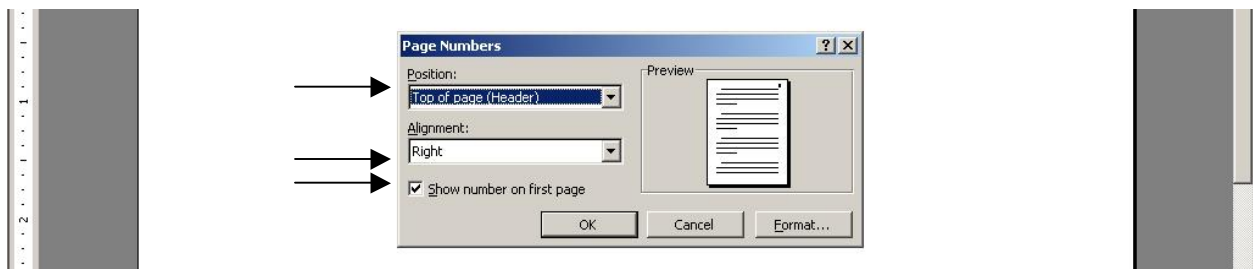 Page Numbers
Position:
Preview
Top of page (Header)
Alignment:
Right
Show number on first page
OK
Cancel
Format...
1
2